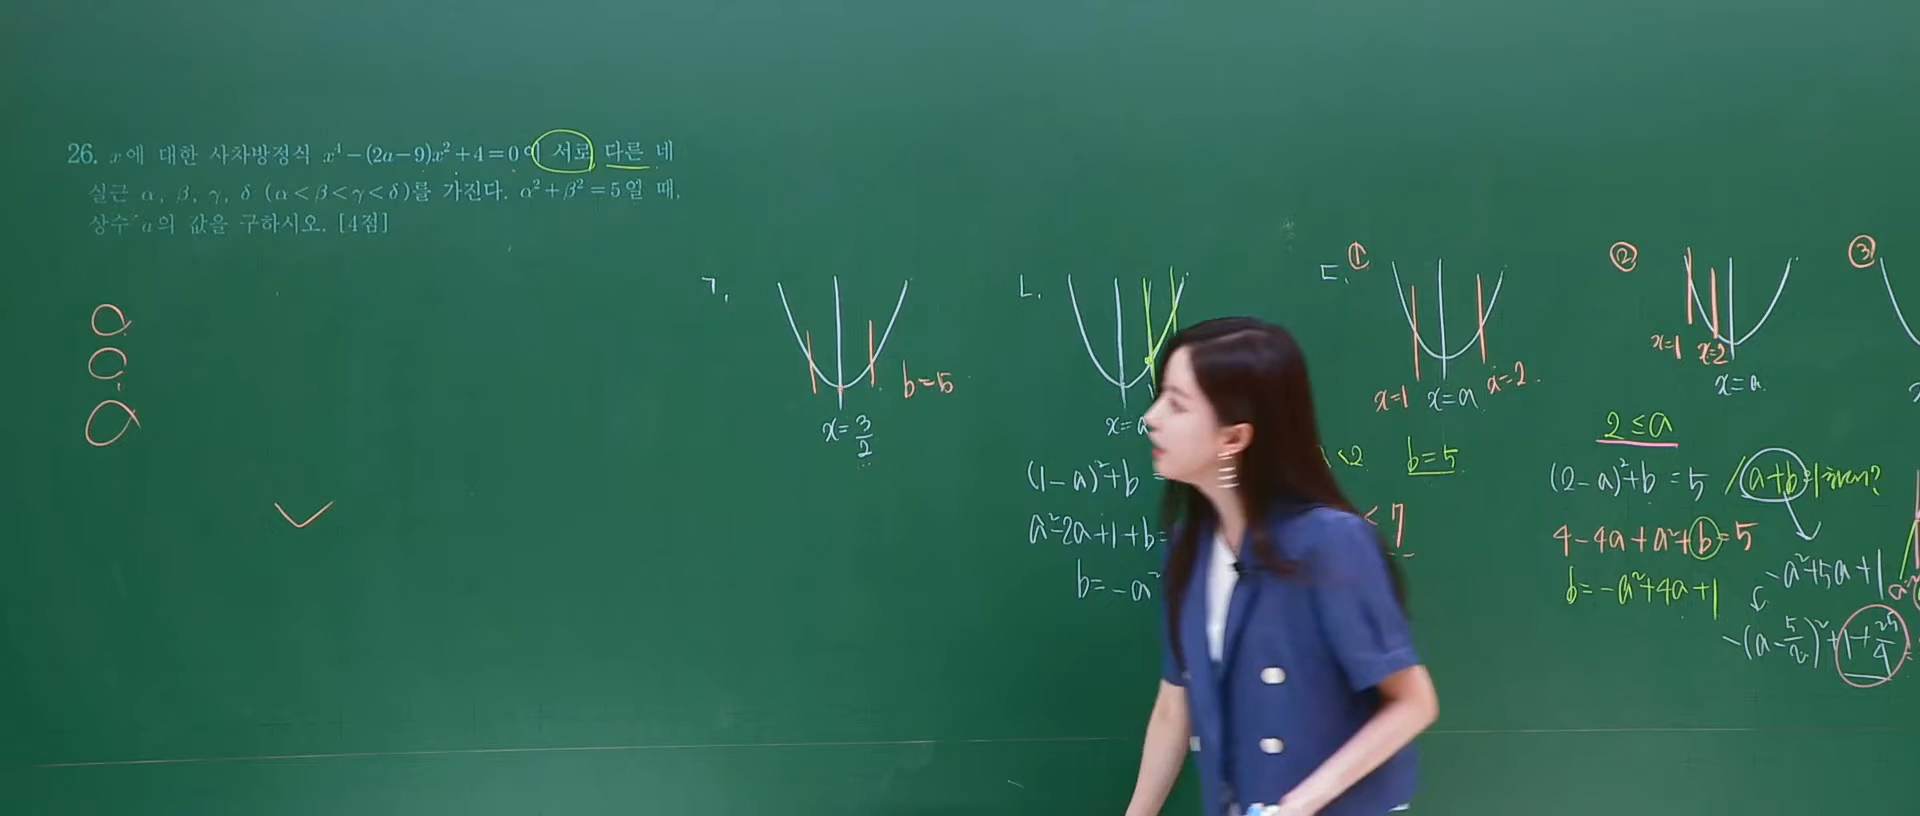 26. x에 대한 사차방정식 x⁴-(2a-9)x²+4=0이 서로 다른 네
실근 α, β, γ, δ (α<β<γ<δ)를 가진다. α²+β²=5일 때,
상수 a의 값을 구하시오. [4점]
ㄱ.
b=5
x=3/2
ㄴ.
x=a
(1-a)²+b =
a²-2a+1+b=
b=-a²
ㄷ. ①
x=1 x=a
<2 b=5
<7
②
x=1 x=2
x=a
2≤a
(2-a)²+b=5
a+b
4-4a+a²+b=5
b=-a²+4a+1
-a²+5a+1
-(a-5/2)²+1+25/4
③